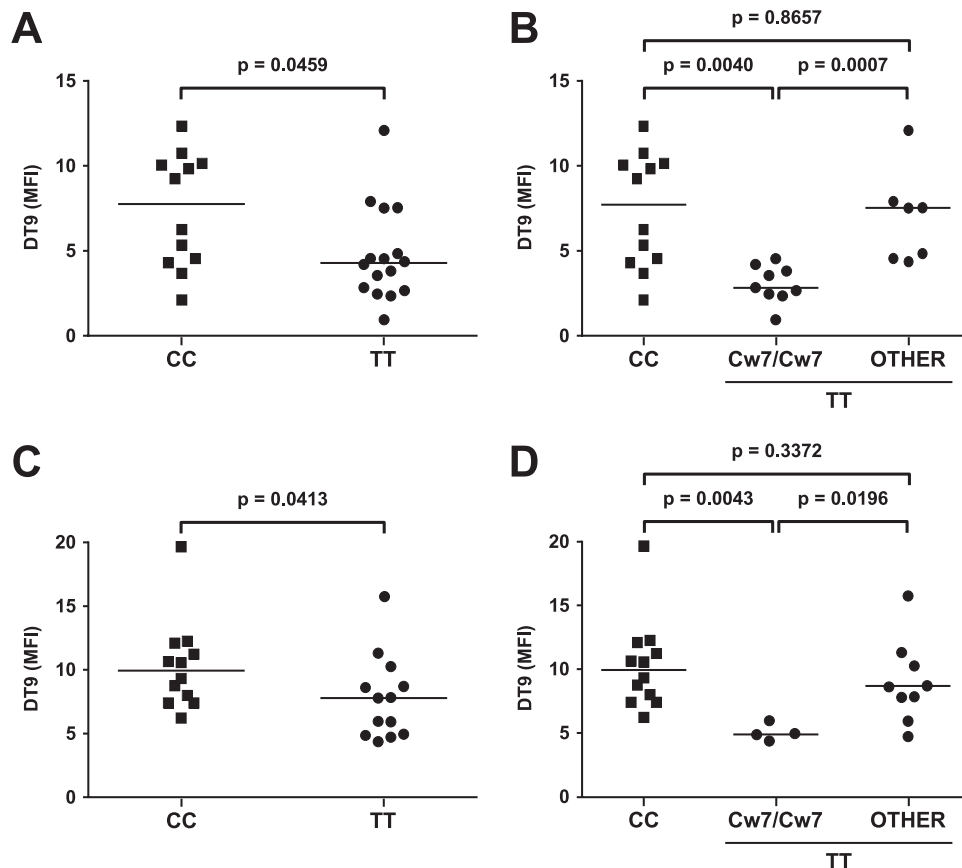 A
p = 0.0459
15
10
5
0
DT9 (MFI)
CC
TT
B
p = 0.8657
p = 0.0040
p = 0.0007
15
10
5
0
DT9 (MFI)
CC
Cw7/Cw7
OTHER
TT
C
p = 0.0413
20
15
10
5
0
DT9 (MFI)
CC
TT
D
p = 0.3372
p = 0.0043
p = 0.0196
20
15
10
5
0
DT9 (MFI)
CC
Cw7/Cw7
OTHER
TT